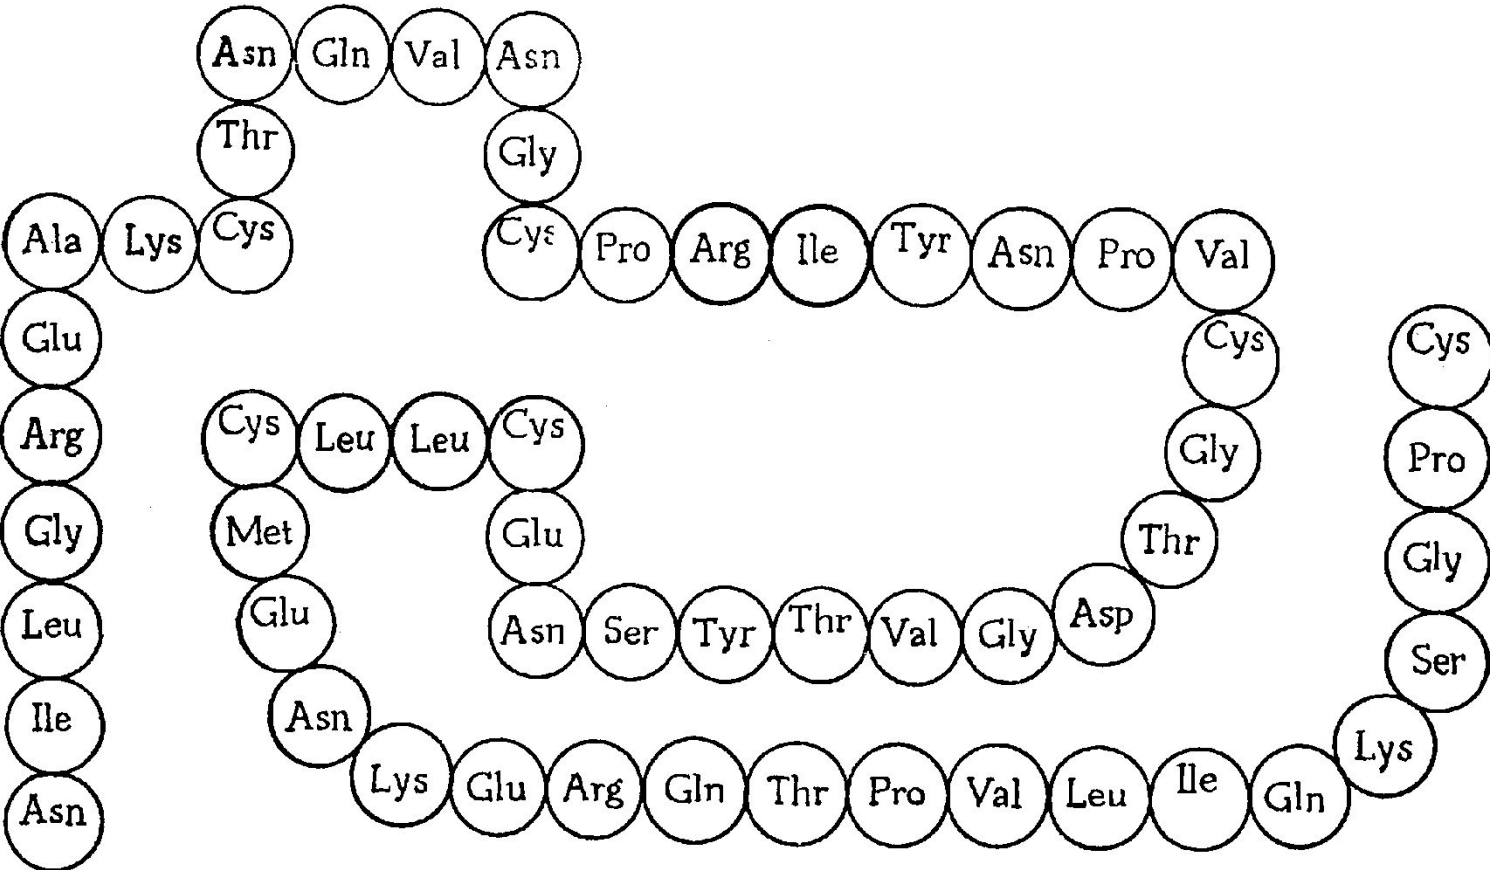 Asn Gln Val Asn
Thr
Gly
Ala Lys Cys
Cys Pro Arg Ile Tyr Asn Pro Val
Glu
Cys
Cys
Arg
Cys Leu Leu Cys
Gly
Pro
Gly
Met
Glu
Thr
Gly
Leu
Glu
Asn Ser Tyr Thr Val Gly Asp
Ser
Ile
Asn
Lys
Asn
Lys Glu Arg Gln Thr Pro Val Leu Ile Gln